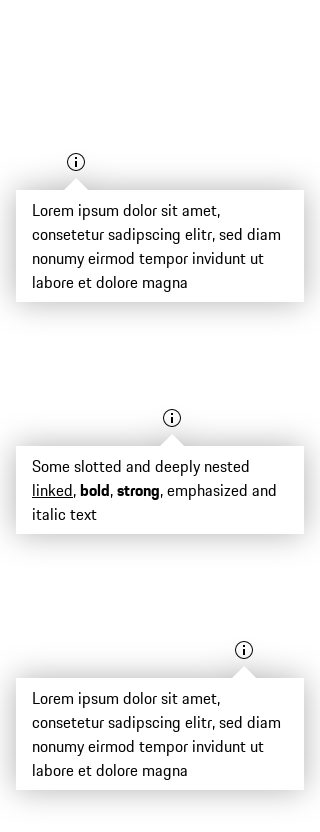 Lorem ipsum dolor sit amet,
consetetur sadipscing elitr, sed diam
nonumy eirmod tempor invidunt ut
labore et dolore magna
Some slotted and deeply nested
linked, bold, strong, emphasized and
italic text
Lorem ipsum dolor sit amet,
consetetur sadipscing elitr, sed diam
nonumy eirmod tempor invidunt ut
labore et dolore magna